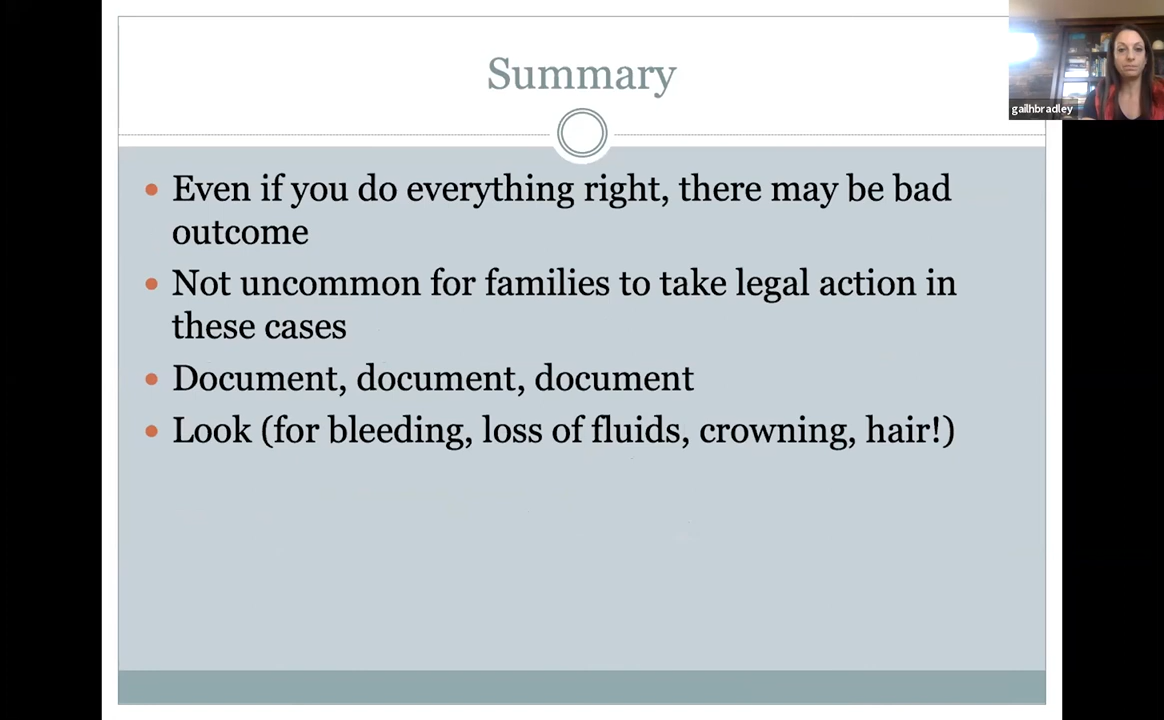 Summary
gailhbradley
• Even if you do everything right, there may be bad
outcome
• Not uncommon for families to take legal action in
these cases
• Document, document, document
• Look (for bleeding, loss of fluids, crowning, hair!)